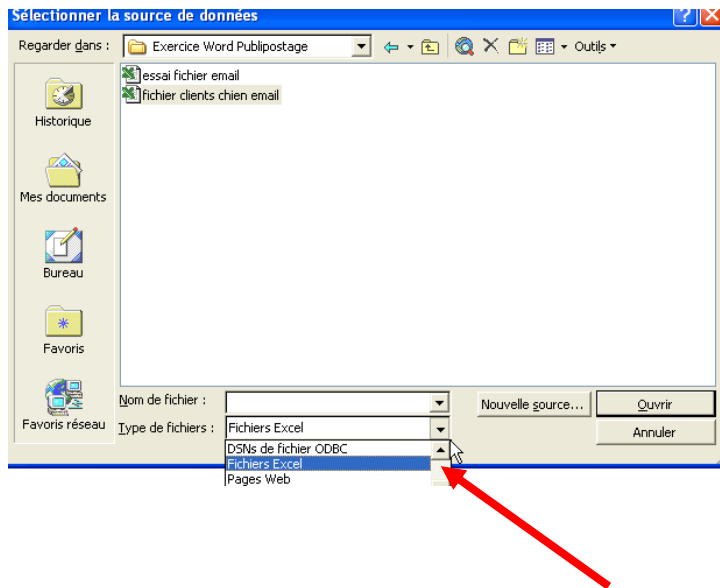 Sélectionner la source de données
Regarder dans :
Exercice Word Publipostage
Outils
essai fichier email
fichier clients chien email
Historique
Mes documents
Bureau
Favoris
Favoris réseau
Nom de fichier :
Nouvelle source...
Ouvrir
Type de fichiers :
Fichiers Excel
Annuler
DSNs de fichier ODBC
Fichiers Excel
Pages Web